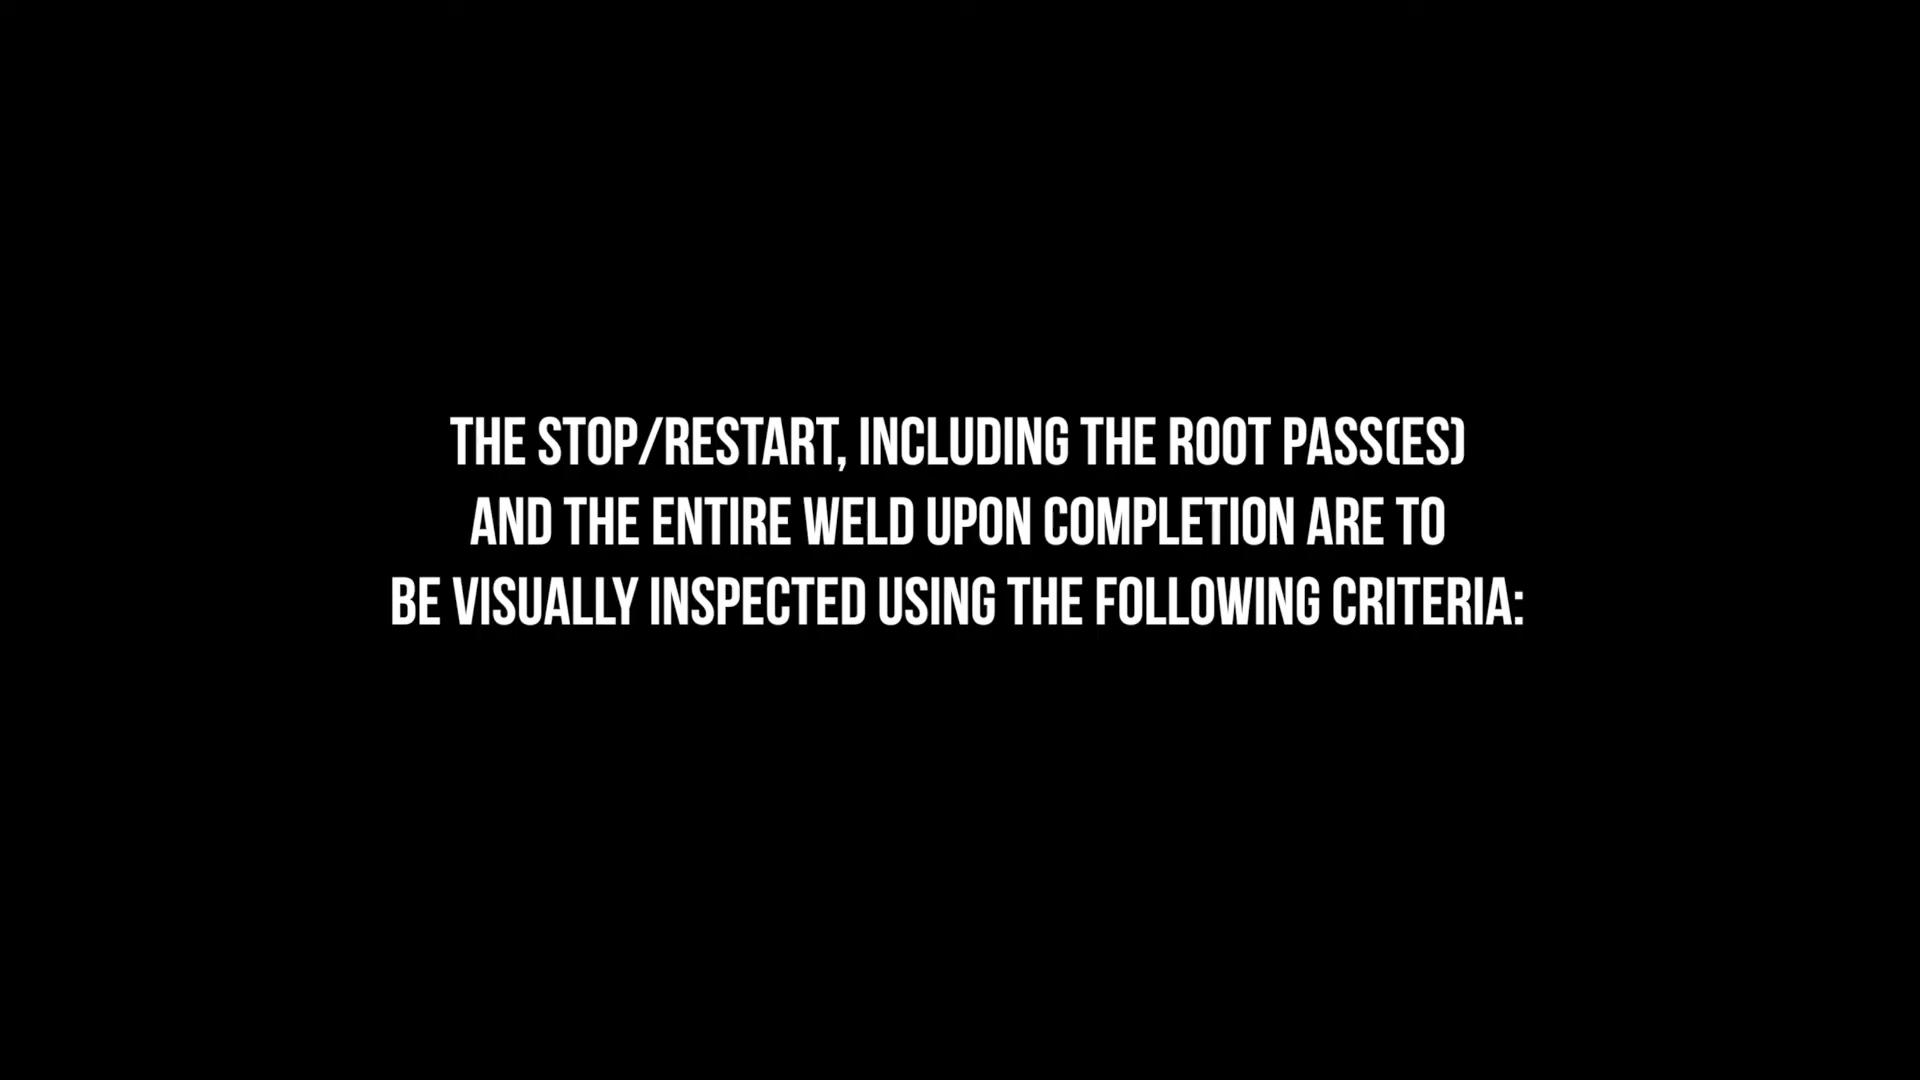 THE STOP/RESTART, INCLUDING THE ROOT PASS(ES)
AND THE ENTIRE WELD UPON COMPLETION ARE TO
BE VISUALLY INSPECTED USING THE FOLLOWING CRITERIA: